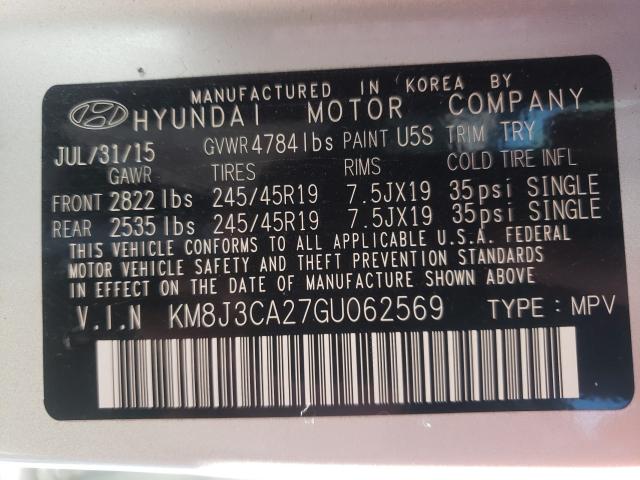 MANUFACTURED IN KOREA BY
HYUNDAI MOTOR COMPANY
JUL/31/15 GVWR 4784lbs PAINT U5S TRIM TRY
GAWR TIRES RIMS COLD TIRE INFL
FRONT 2822 lbs 245/45R19 7.5JX19 35psi SINGLE
REAR 2535 lbs 245/45R19 7.5JX19 35psi SINGLE
THIS VEHICLE CONFORMS TO ALL APPLICABLE U.S.A. FEDERAL
MOTOR VEHICLE SAFETY AND THEFT PREVENTION STANDARDS
IN EFFECT ON THE DATE OF MANUFACTURE SHOWN ABOVE.
V.I.N KM8J3CA27GU062569 TYPE : MPV